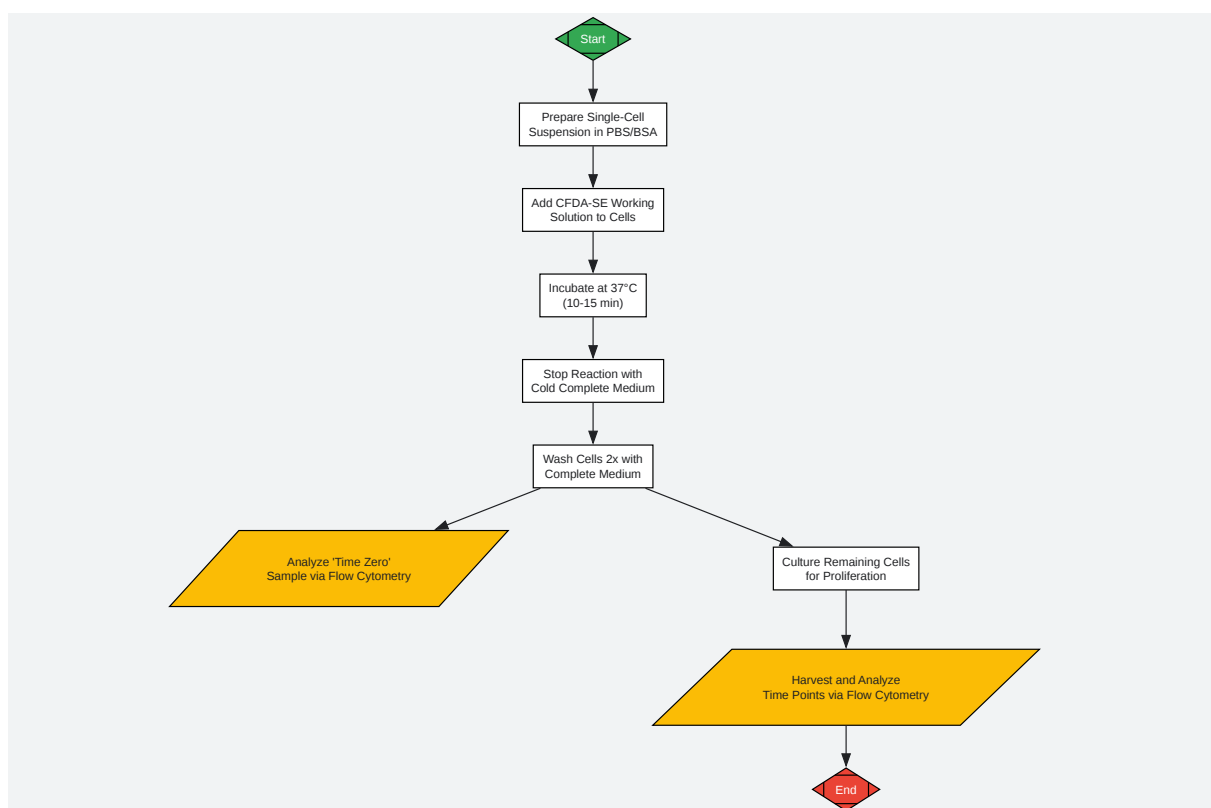 Start
Prepare Single-Cell
Suspension in PBS/BSA
Add CFDA-SE Working
Solution to Cells
Incubate at 37°C
(10-15 min)
Stop Reaction with
Cold Complete Medium
Wash Cells 2x with
Complete Medium
Analyze 'Time Zero'
Sample via Flow Cytometry
Culture Remaining Cells
for Proliferation
Harvest and Analyze
Time Points via Flow Cytometry
End